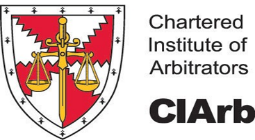 Chartered
Institute of
Arbitrators
CIArb